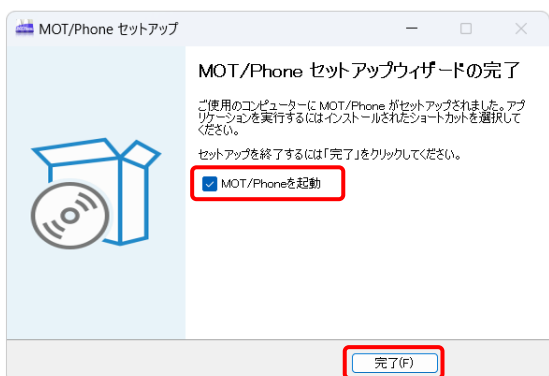 MOT/Phone セットアップ
MOT/Phone セットアップウィザードの完了
ご使用のコンピューターに MOT/Phone がセットアップされました。アプ
リケーションを実行するにはインストールされたショートカットを選択して
ください。
セットアップを終了するには「完了」をクリックしてください。
MOT/Phoneを起動
完了(F)